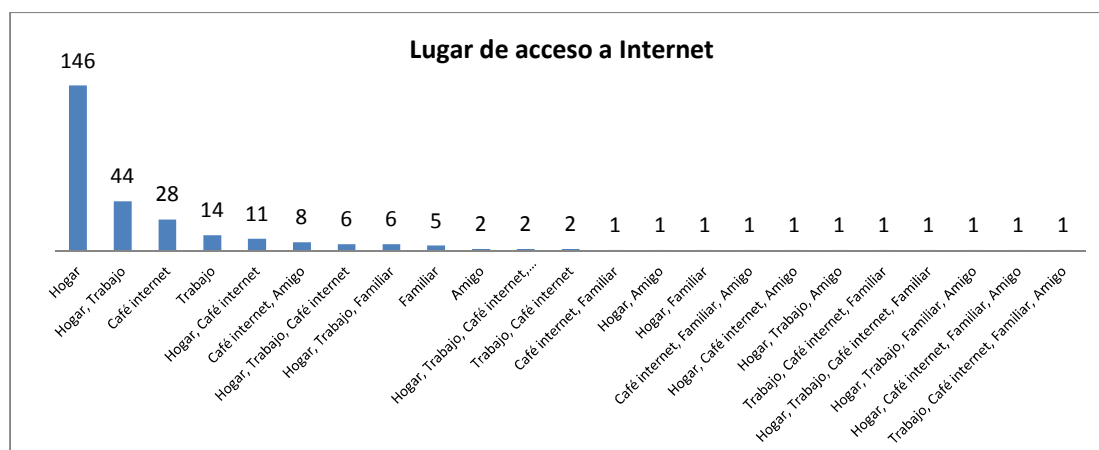 Lugar de acceso a Internet
146
44
28
14
11
8
6
6
5
2
2
2
1
1
1
1
1
1
1
1
1
1
1
Hogar
Hogar, Trabajo
Café internet
Trabajo
Hogar, Café internet
Café internet, Amigo
Hogar, Trabajo, Café internet
Hogar, Trabajo, Familiar
Familiar
Amigo
Hogar, Trabajo, Café internet,…
Trabajo, Café internet
Café internet, Familiar
Hogar, Amigo
Hogar, Familiar
Café internet, Familiar, Amigo
Hogar, Café internet, Amigo
Hogar, Trabajo, Amigo
Trabajo, Café internet, Familiar
Hogar, Trabajo, Café internet, Familiar
Hogar, Trabajo, Familiar, Amigo
Hogar, Café internet, Familiar, Amigo
Trabajo, Café internet, Familiar, Amigo